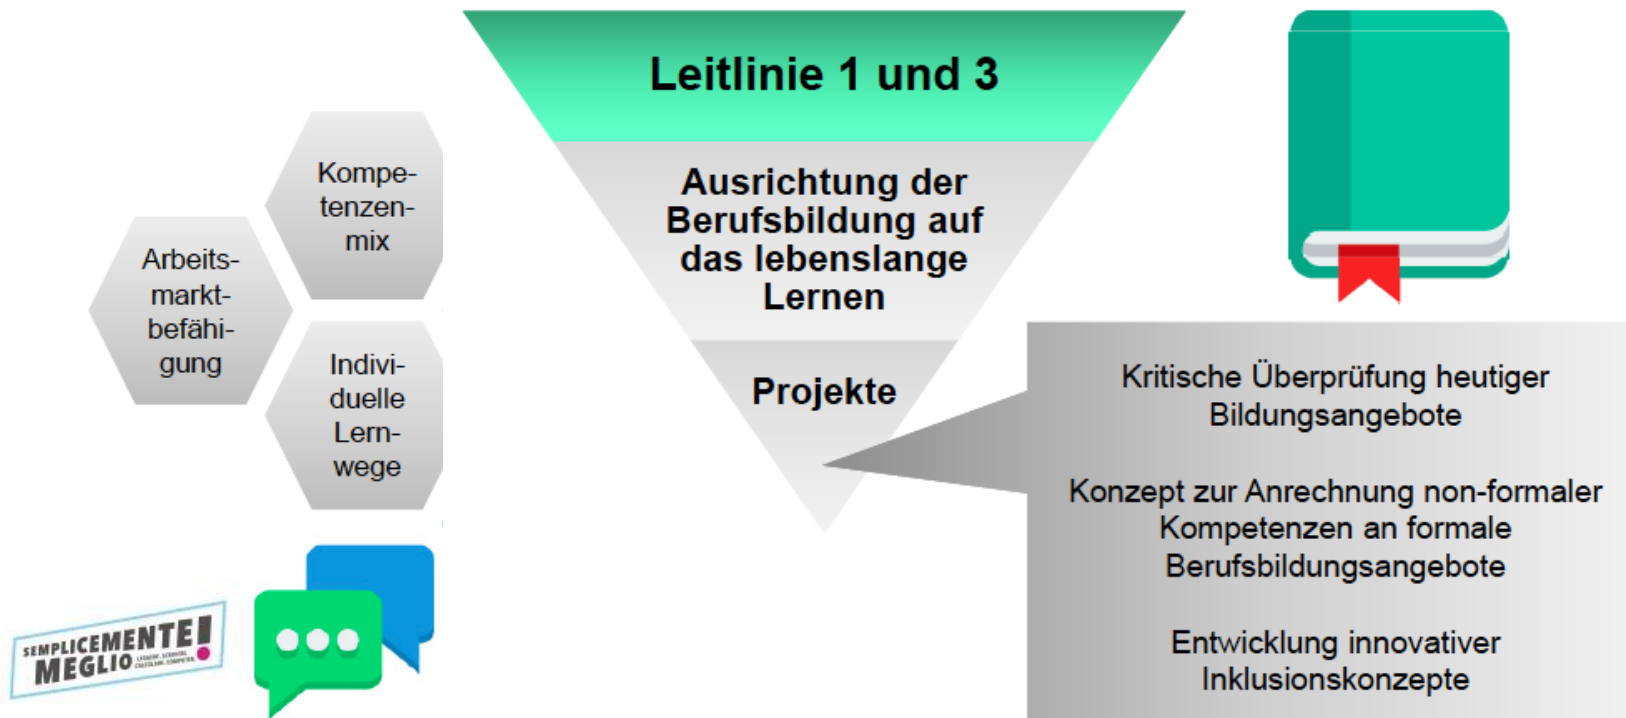 Leitlinie 1 und 3
Ausrichtung der
Berufsbildung auf
das lebenslange
Lernen
Projekte
Kompe-
tenzen-
mix
Arbeits-
markt-
befähi-
gung
Indivi-
duelle
Lern-
wege
Kritische Überprüfung heutiger
Bildungsangebote
Konzept zur Anrechnung non-formaler
Kompetenzen an formale
Berufsbildungsangebote
Entwicklung innovativer
Inklusionskonzepte
SEMPLICEMENTE!
MEGLIO